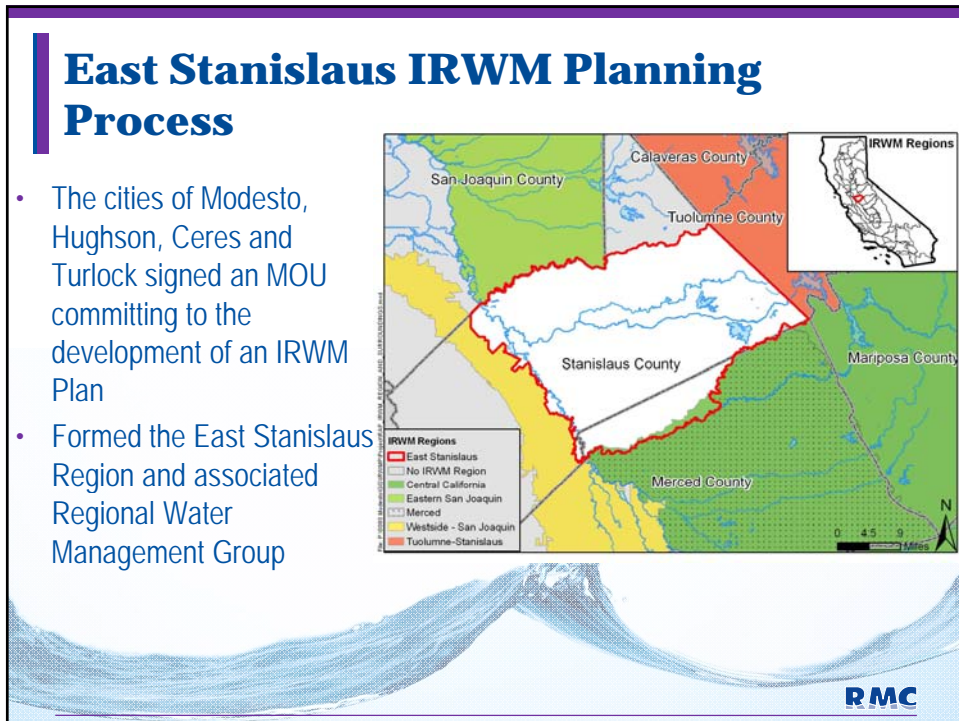 East Stanislaus IRWM Planning
Process
• The cities of Modesto,
Hughson, Ceres and
Turlock signed an MOU
committing to the
development of an IRWM
Plan
• Formed the East Stanislaus
Region and associated
Regional Water
Management Group
IRWM Regions
Calaveras County
San Joaquin County
Tuolumne County
Stanislaus County
Mariposa County
Merced County
IRWM Regions
East Stanislaus
No IRWM Region
Central California
Eastern San Joaquin
Merced
Westside - San Joaquin
Tuolumne-Stanislaus
N
0 4.5 9
Miles
RMC